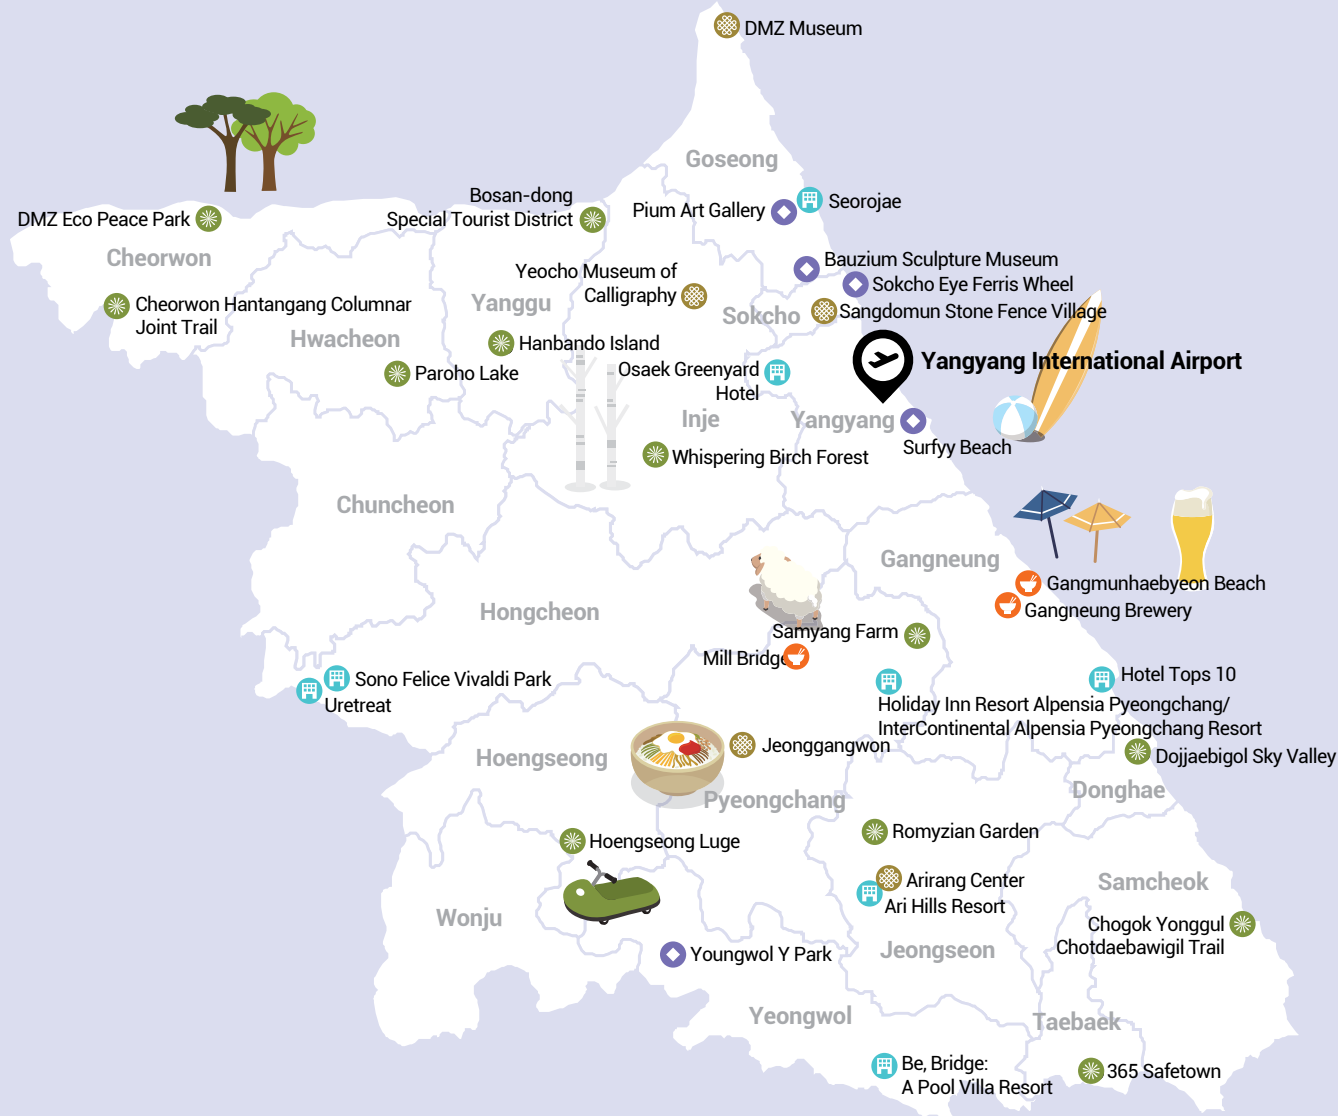 DMZ Museum
Goseong
Bosan-dong
Special Tourist District
Pium Art Gallery
Seorojae
DMZ Eco Peace Park
Cheorwon
Bauzium Sculpture Museum
Yeocho Museum of
Calligraphy
Sokcho Eye Ferris Wheel
Cheorwon Hantangang Columnar
Joint Trail
Yanggu
Sokcho
Sangdomun Stone Fence Village
Hwacheon
Hanbando Island
Yangyang International Airport
Paroho Lake
Osaek Greenyard
Hotel
Inje
Yangyang
Surfyy Beach
Whispering Birch Forest
Chuncheon
Gangneung
Gangmunhaebyeon Beach
Gangneung Brewery
Hongcheon
Samyang Farm
Mill Bridge
Sono Felice Vivaldi Park
Uretreat
Hotel Tops 10
Holiday Inn Resort Alpensia Pyeongchang/
InterContinental Alpensia Pyeongchang Resort
Hoengseong
Jeonggangwon
Dojjaebigol Sky Valley
Pyeongchang
Donghae
Hoengseong Luge
Romyzian Garden
Arirang Center
Ari Hills Resort
Samcheok
Wonju
Chogok Yonggul
Chotdaebawigil Trail
Youngwol Y Park
Jeongseon
Yeongwol
Taebaek
Be, Bridge:
A Pool Villa Resort
365 Safetown